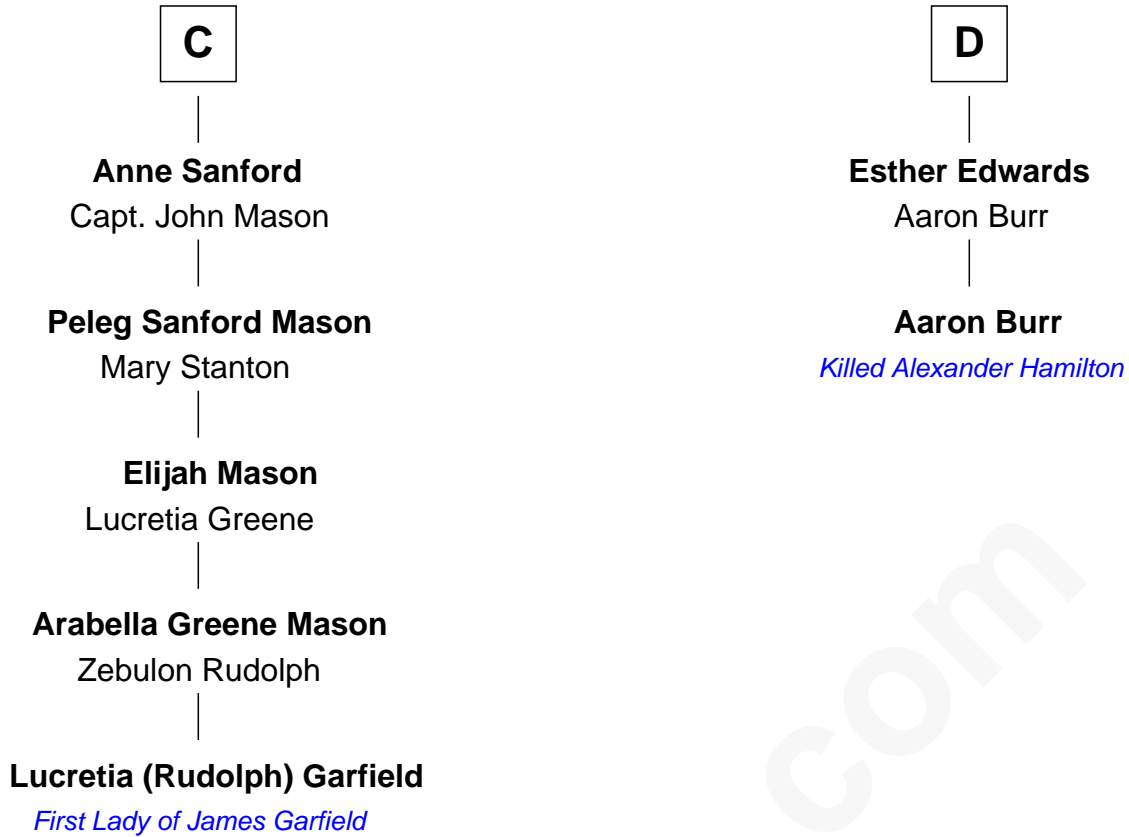 C
Anne Sanford
Capt. John Mason
Peleg Sanford Mason
Mary Stanton
Elijah Mason
Lucretia Greene
Arabella Greene Mason
Zebulon Rudolph
Lucretia (Rudolph) Garfield
First Lady of James Garfield
D
Esther Edwards
Aaron Burr
Aaron Burr
Killed Alexander Hamilton
com